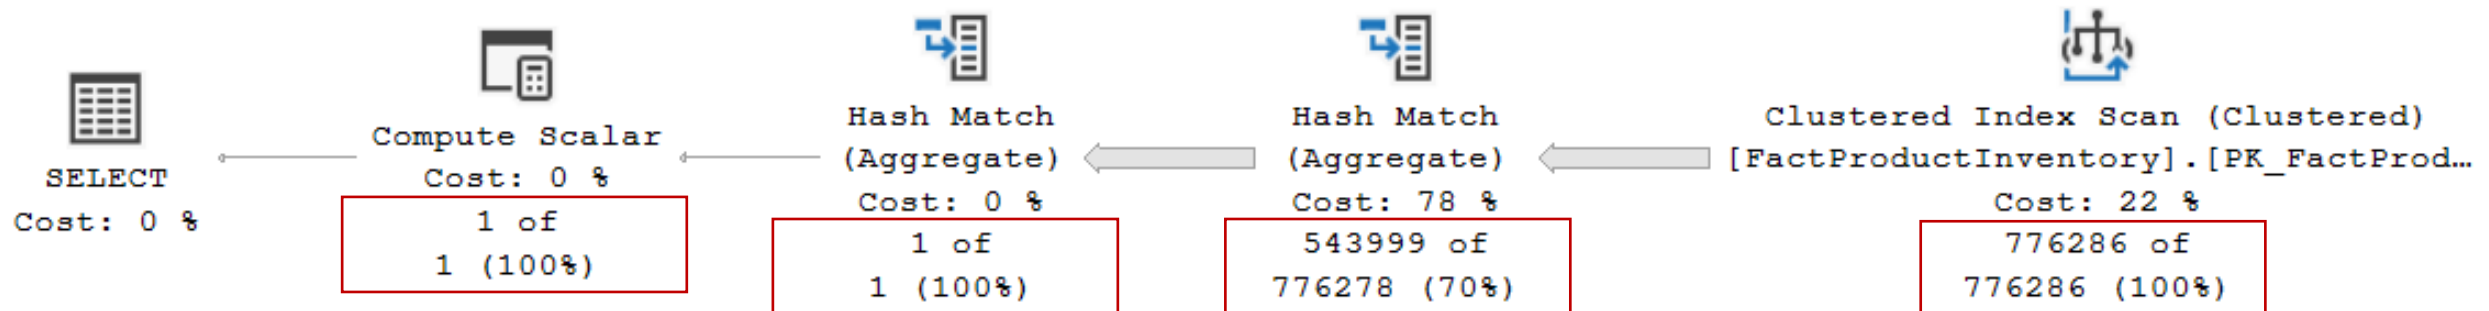 SELECT
Cost: 0 %
Compute Scalar
Cost: 0 %
1 of
1 (100%)
Hash Match
(Aggregate)
Cost: 0 %
1 of
1 (100%)
Hash Match
(Aggregate)
Cost: 78 %
543999 of
776278 (70%)
Clustered Index Scan (Clustered)
[FactProductInventory].[PK_FactProd…
Cost: 22 %
776286 of
776286 (100%)